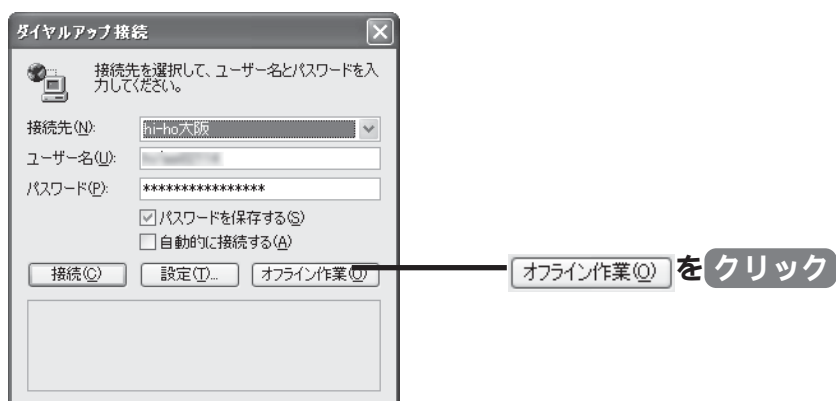 ダイヤルアップ接続
接続先を選択して、ユーザー名とパスワードを入
力してください。
接続先(N):
hi-ho大阪
ユーザー名(U):
パスワード(P):
****************
パスワードを保存する(S)
自動的に接続する(A)
接続(C) 設定(T)... オフライン作業(O)
オフライン作業(O) を クリック